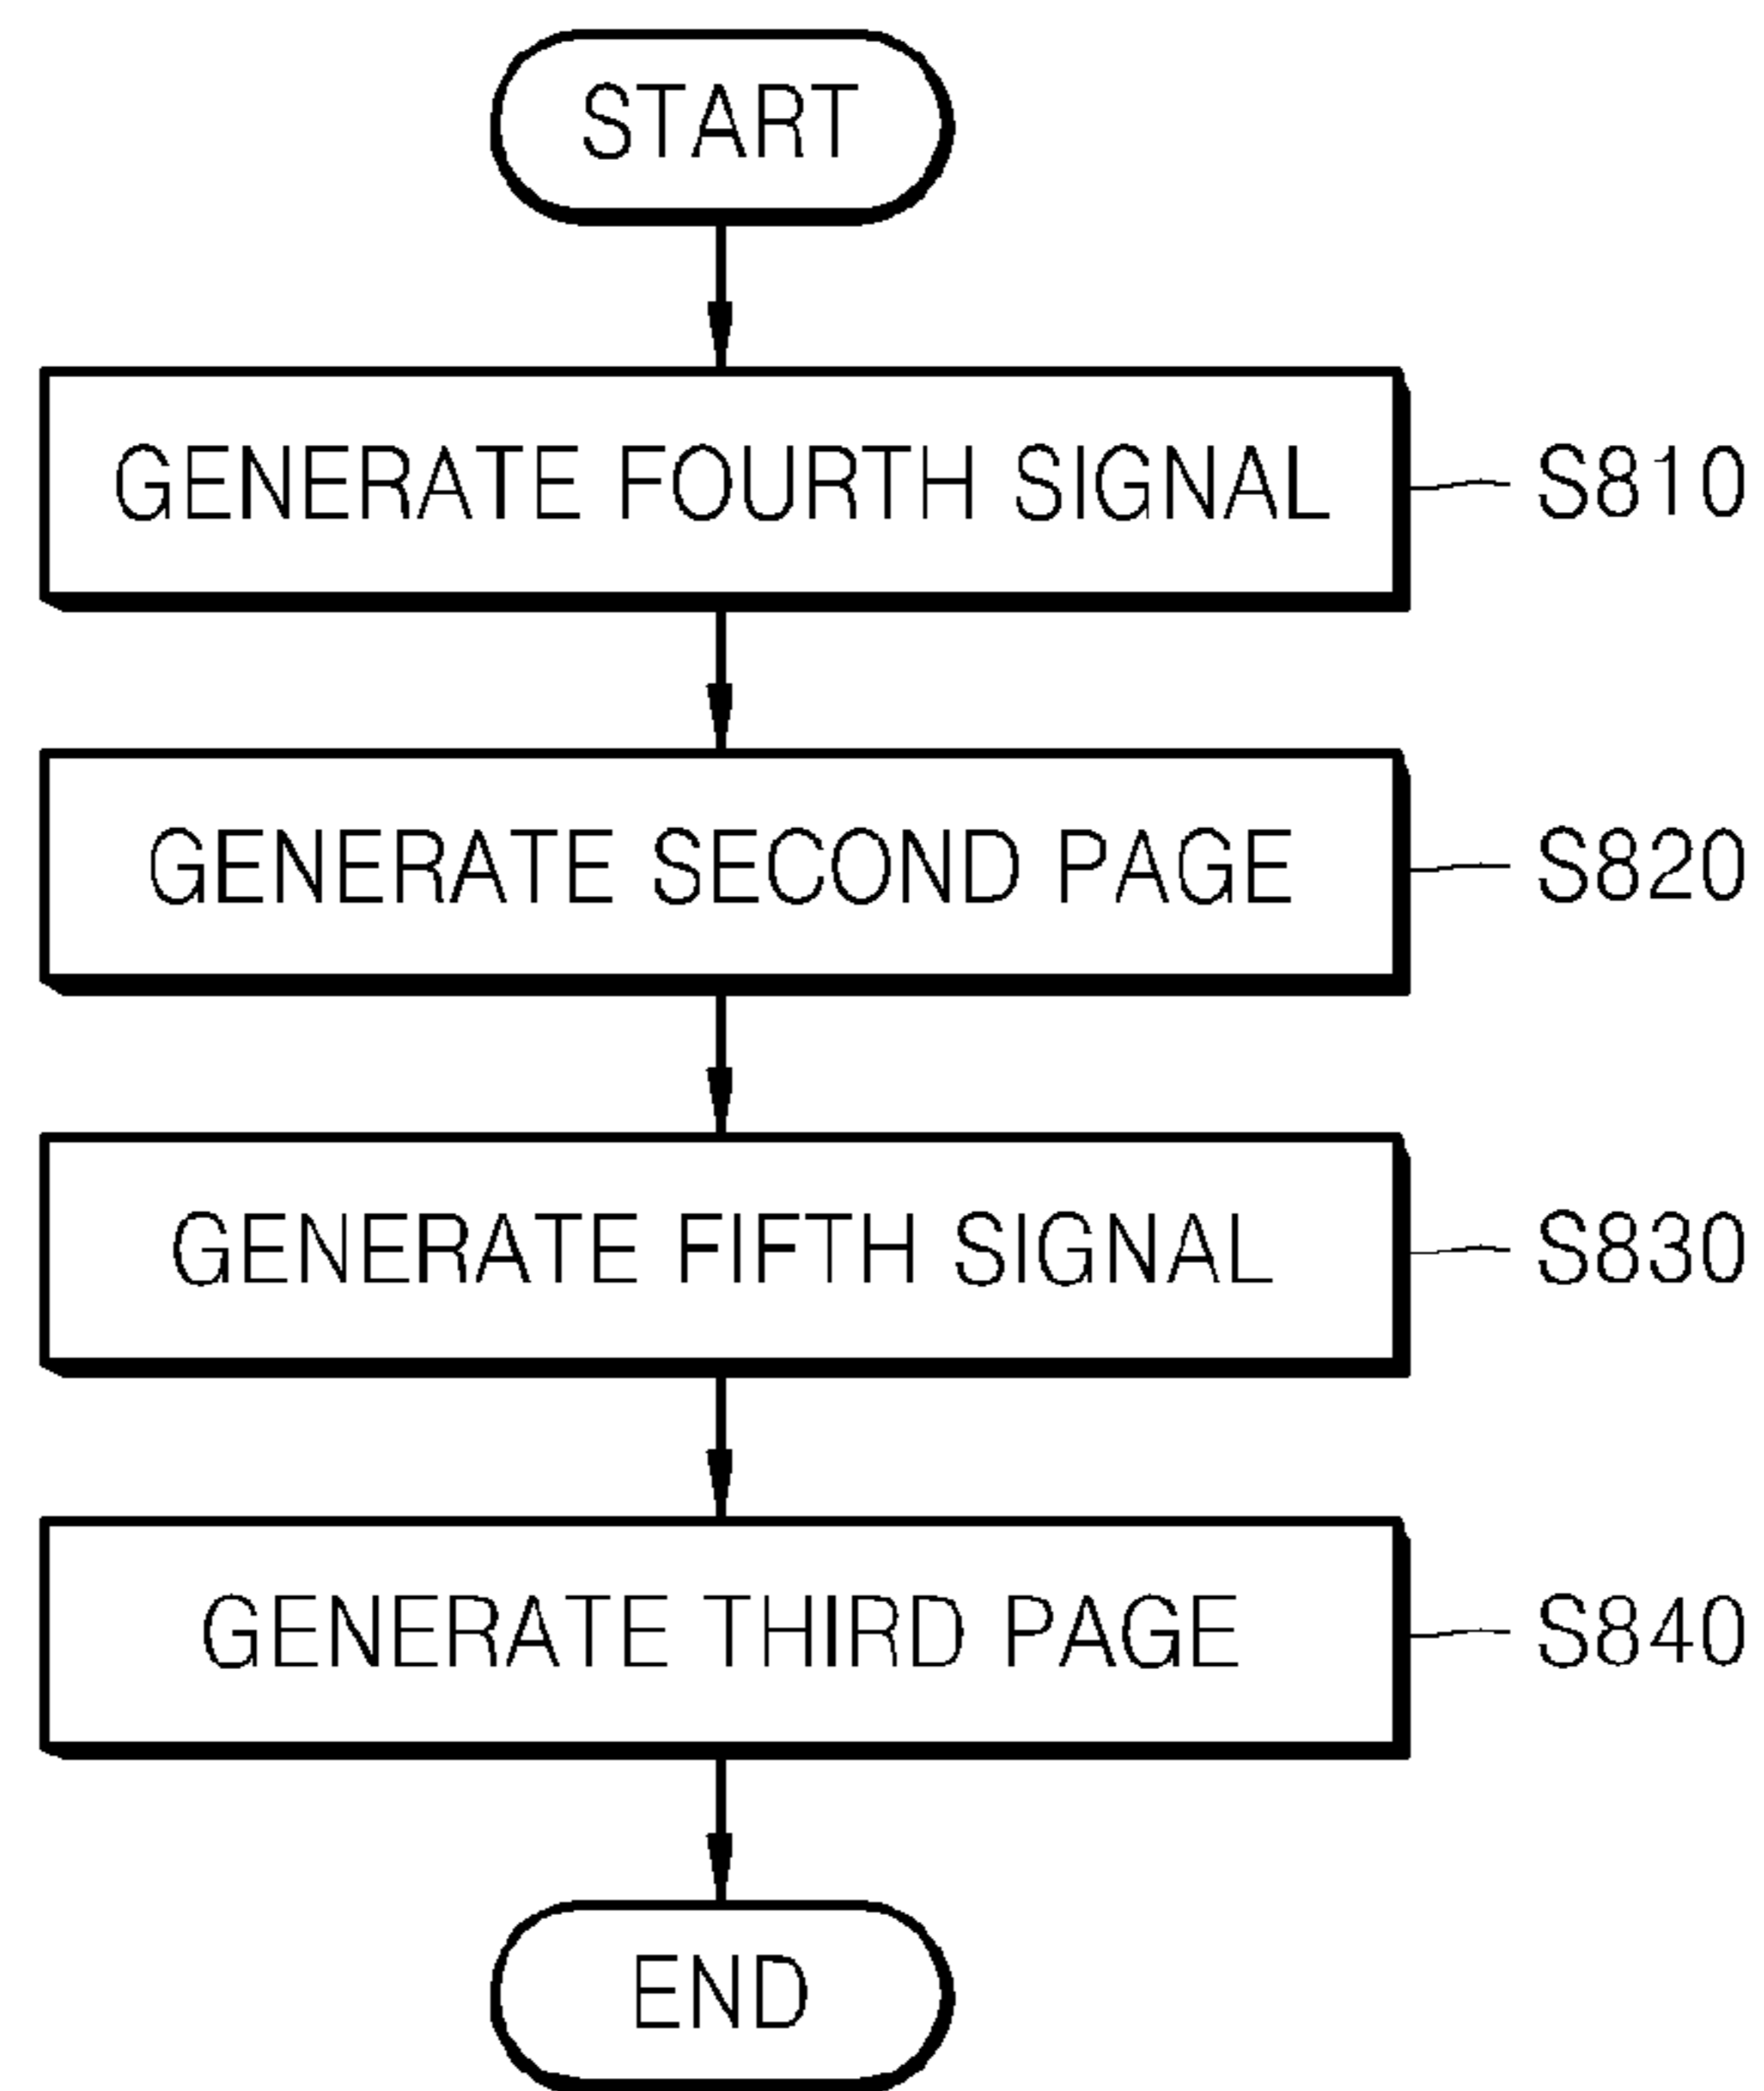 START
GENERATE FOURTH SIGNAL S810
GENERATE SECOND PAGE S820
GENERATE FIFTH SIGNAL S830
GENERATE THIRD PAGE S840
END